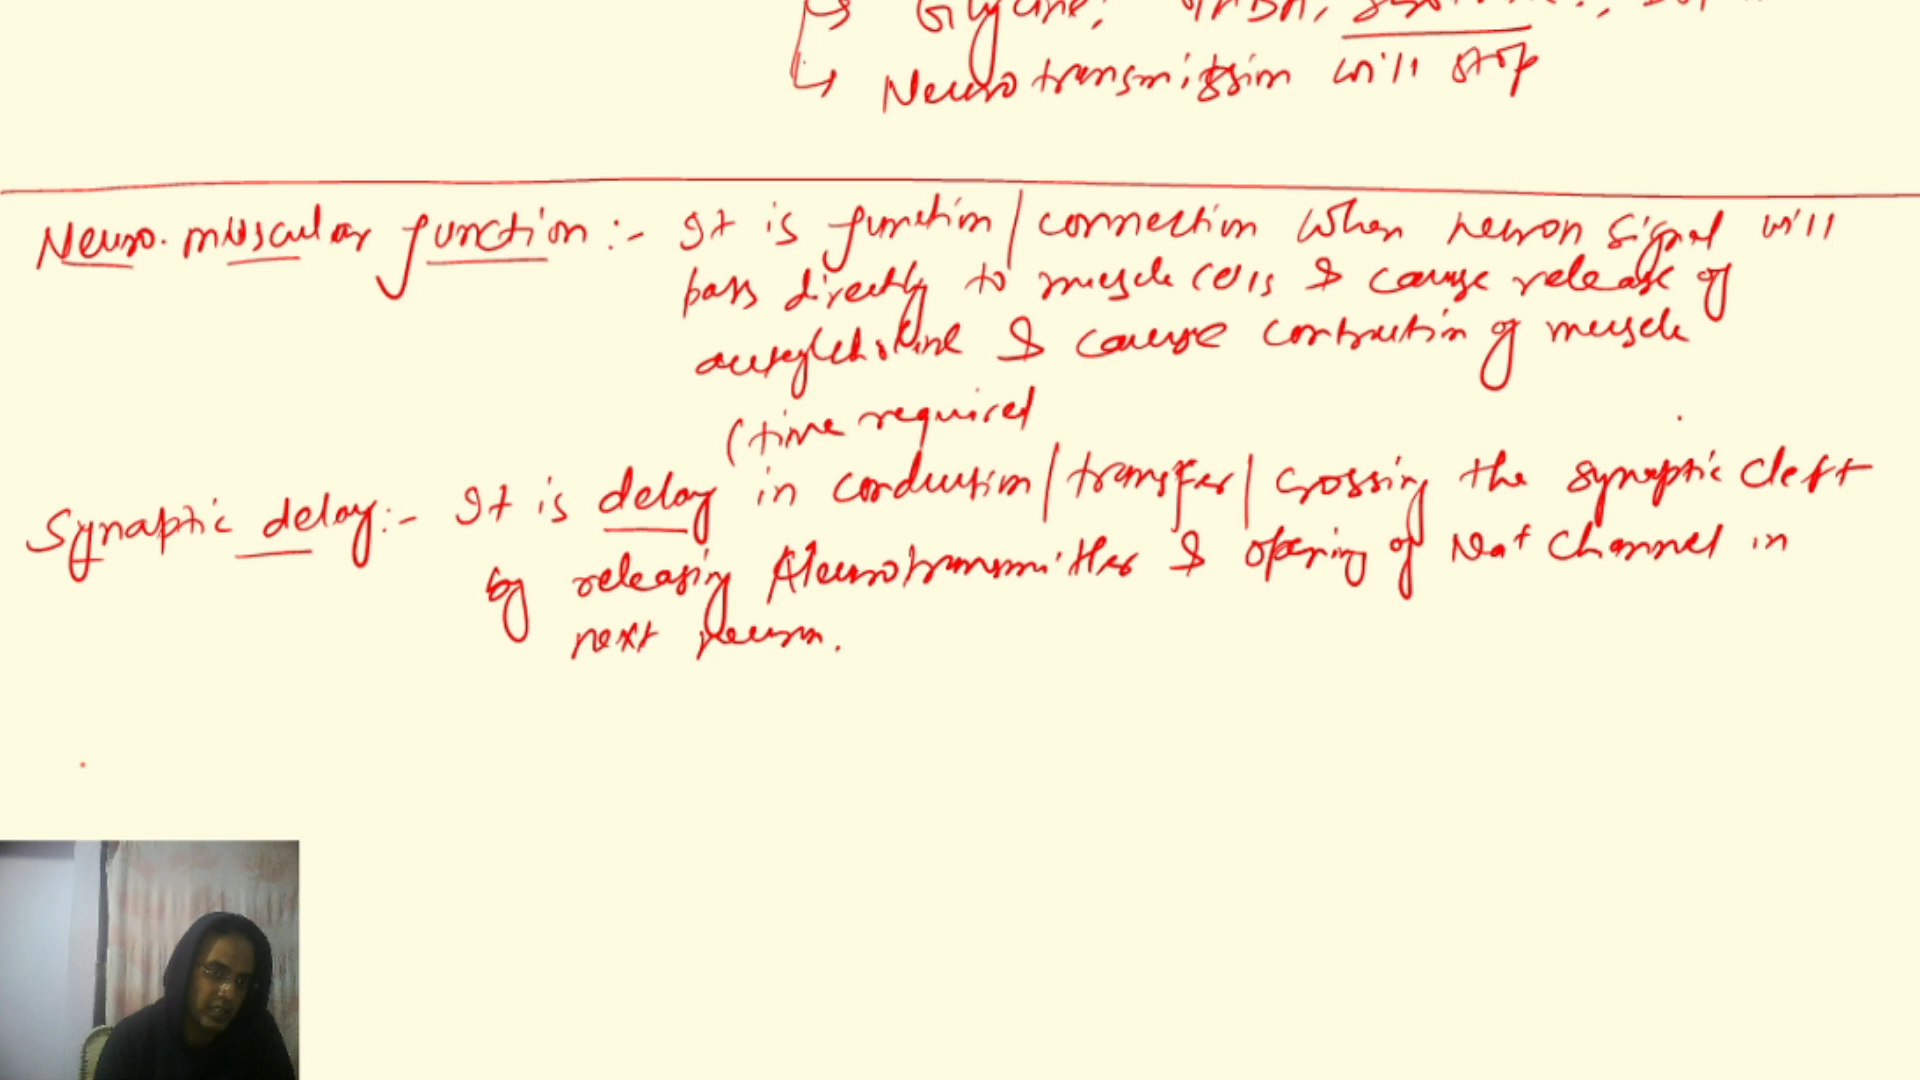 Glycine, GABA,
Neurotransmission will stop
Neuro. muscular junction :- It is junction / connection when neuron signal will
pass directly to muscle cells & cause release of
acetylcholine & cause contraction of muscle
(time required
Synaptic delay :- It is delay in conduction / transfer / crossing the synaptic cleft
by releasing Neurotransmitter & opening of Na+ channel in
next neuron.